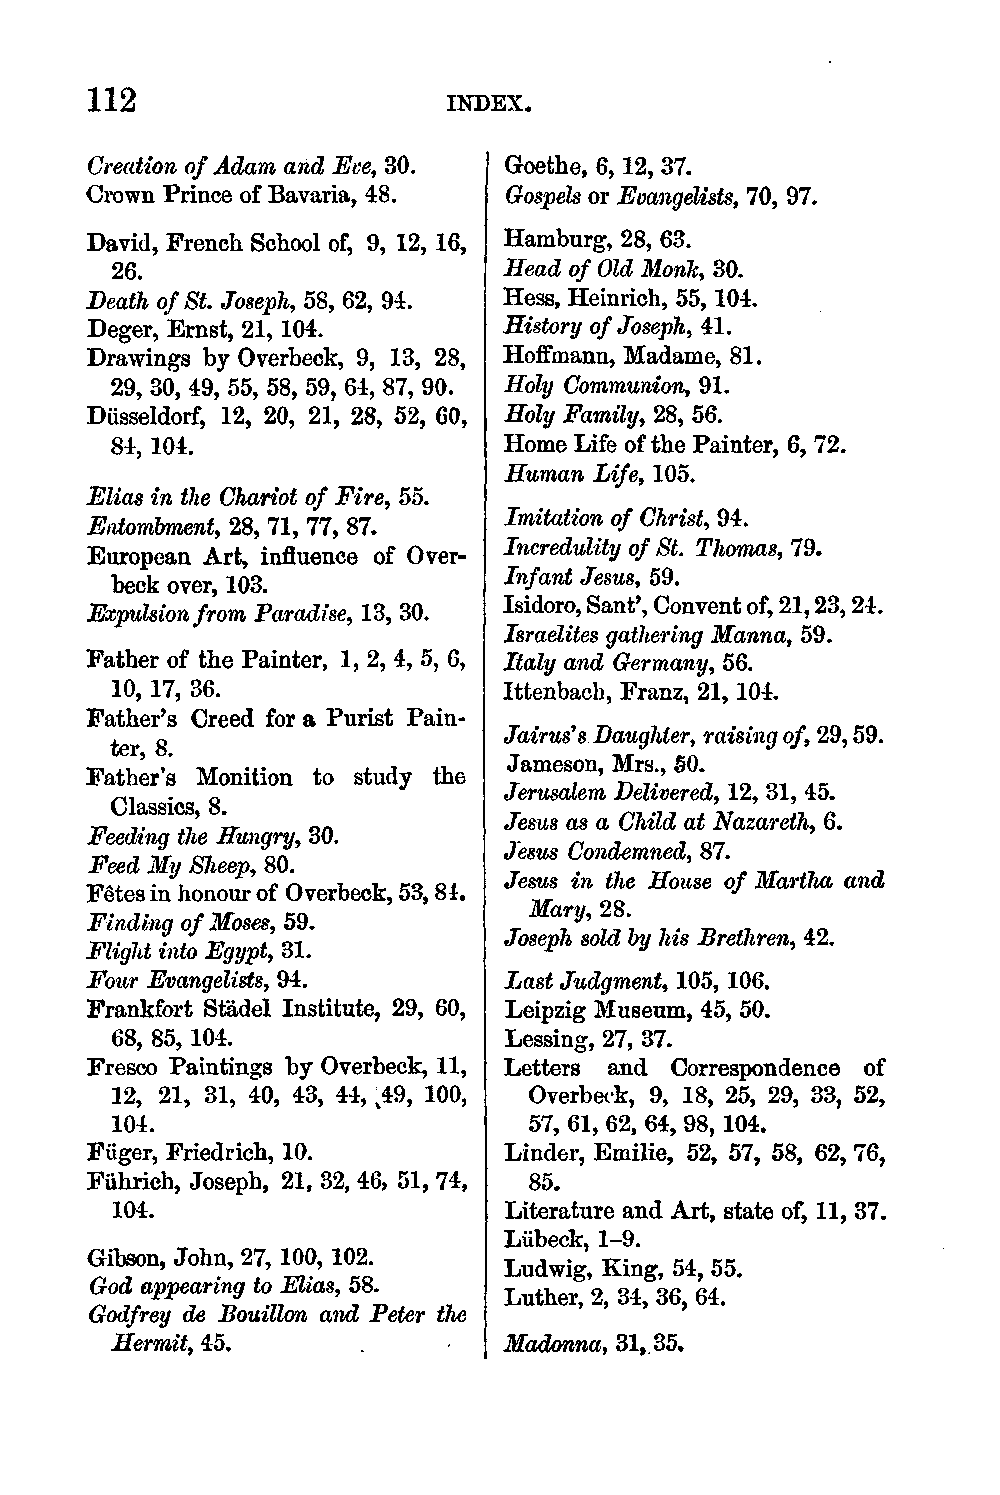 112
INDEX.
Creation of Adam and Eve, 30.
Crown Prince of Bavaria, 48.
David, French School of, 9, 12, 16,
26.
Death of St. Joseph, 58, 62, 94.
Deger, Ernst, 21, 104.
Drawings by Overbeck, 9, 13, 28,
29, 30, 49, 55, 58, 59, 64, 87, 90.
Düsseldorf, 12, 20, 21, 28, 52, 60,
84, 104.
Elias in the Chariot of Fire, 55.
Entombment, 28, 71, 77, 87.
European Art, influence of Over-
beck over, 103.
Expulsion from Paradise, 13, 30.
Father of the Painter, 1, 2, 4, 5, 6,
10, 17, 36.
Father's Creed for a Purist Pain-
ter, 8.
Father's Monition to study the
Classics, 8.
Feeding the Hungry, 30.
Feed My Sheep, 80.
Fêtes in honour of Overbeck, 53, 84.
Finding of Moses, 59.
Flight into Egypt, 31.
Four Evangelists, 94.
Frankfort Städel Institute, 29, 60,
68, 85, 104.
Fresco Paintings by Overbeck, 11,
12, 21, 31, 40, 43, 44, 49, 100,
104.
Füger, Friedrich, 10.
Führich, Joseph, 21, 32, 46, 51, 74,
104.
Gibson, John, 27, 100, 102.
God appearing to Elias, 58.
Godfrey de Bouillon and Peter the
Hermit, 45.
Goethe, 6, 12, 37.
Gospels or Evangelists, 70, 97.
Hamburg, 28, 63.
Head of Old Monk, 30.
Hess, Heinrich, 55, 104.
History of Joseph, 41.
Hoffmann, Madame, 81.
Holy Communion, 91.
Holy Family, 28, 56.
Home Life of the Painter, 6, 72.
Human Life, 105.
Imitation of Christ, 94.
Incredulity of St. Thomas, 79.
Infant Jesus, 59.
Isidoro, Sant', Convent of, 21, 23, 24.
Israelites gathering Manna, 59.
Italy and Germany, 56.
Ittenbach, Franz, 21, 104.
Jairus's Daughter, raising of, 29, 59.
Jameson, Mrs., 50.
Jerusalem Delivered, 12, 31, 45.
Jesus as a Child at Nazareth, 6.
Jesus Condemned, 87.
Jesus in the House of Martha and
Mary, 28.
Joseph sold by his Brethren, 42.
Last Judgment, 105, 106.
Leipzig Museum, 45, 50.
Lessing, 27, 37.
Letters and Correspondence of
Overbeck, 9, 18, 25, 29, 33, 52,
57, 61, 62, 64, 98, 104.
Linder, Emilie, 52, 57, 58, 62, 76,
85.
Literature and Art, state of, 11, 37.
Lübeck, 1–9.
Ludwig, King, 54, 55.
Luther, 2, 34, 36, 64.
Madonna, 31, 35.